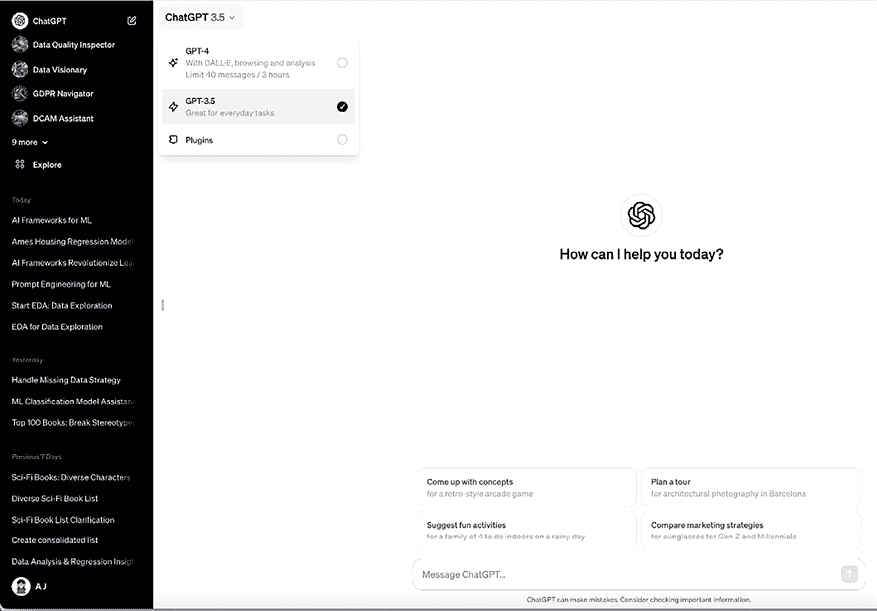 ChatGPT
Data Quality Inspector
Data Visionary
GDPR Navigator
DCAM Assistant
9 more
Explore
Today
AI Frameworks for ML
Ames Housing Regression Mode
AI Frameworks Revolutionize Lea
Prompt Engineering for ML
Start EDA: Data Exploration
EDA for Data Exploration
Yesterday
Handle Missing Data Strategy
ML Classification Model Assistan
Top 100 Books: Break Stereotype
Previous 7 Days
Sci-Fi Books: Diverse Characters
Diverse Sci-Fi Book List
Sci-Fi Book List Clarification
Create consolidated list
Data Analysis & Regression Insig
A J
ChatGPT 3.5
GPT-4
With DALL·E, browsing and analysis
Limit 40 messages / 3 hours
GPT-3.5
Great for everyday tasks
Plugins
How can I help you today?
Come up with concepts
for a retro-style arcade game
Plan a tour
for architectural photography in Barcelona
Suggest fun activities
for a family of 4 to do indoors on a rainy day
Compare marketing strategies
for sunglasses for Gen Z and Millennials
Message ChatGPT...
ChatGPT can make mistakes. Consider checking important information.